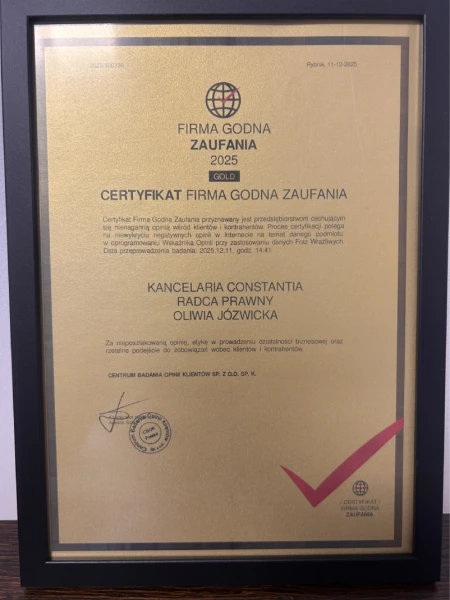 Rybnik, 11-12-2025
FIRMA GODNA
ZAUFANIA
2025
GOLD
CERTYFIKAT FIRMA GODNA ZAUFANIA
Certyfikat Firma Godna Zaufania przyznawany jest przedsiębiorstwom cechującym
się nienaganną opinią wśród klientów i kontrahentów. Proces certyfikacji polega
na niewykryciu negatywnych opinii w Internecie na temat danego podmiotu
w oprogramowaniu Wskaźnika Opinii przy zastosowaniu danych Fraz Wrażliwych.
Data przeprowadzenia badania: 2025.12.11, godz. 14:41
KANCELARIA CONSTANTIA
RADCA PRAWNY
OLIWIA JÓZWICKA
Za nieposzlakowaną opinię, etykę w prowadzeniu działalności biznesowej oraz
rzetelne podejście do zobowiązań wobec klientów i kontrahentów.
CENTRUM BADANIA OPINII KLIENTÓW SP. Z O.O. SP. K.
CERTYFIKAT
FIRMA GODNA
ZAUFANIA